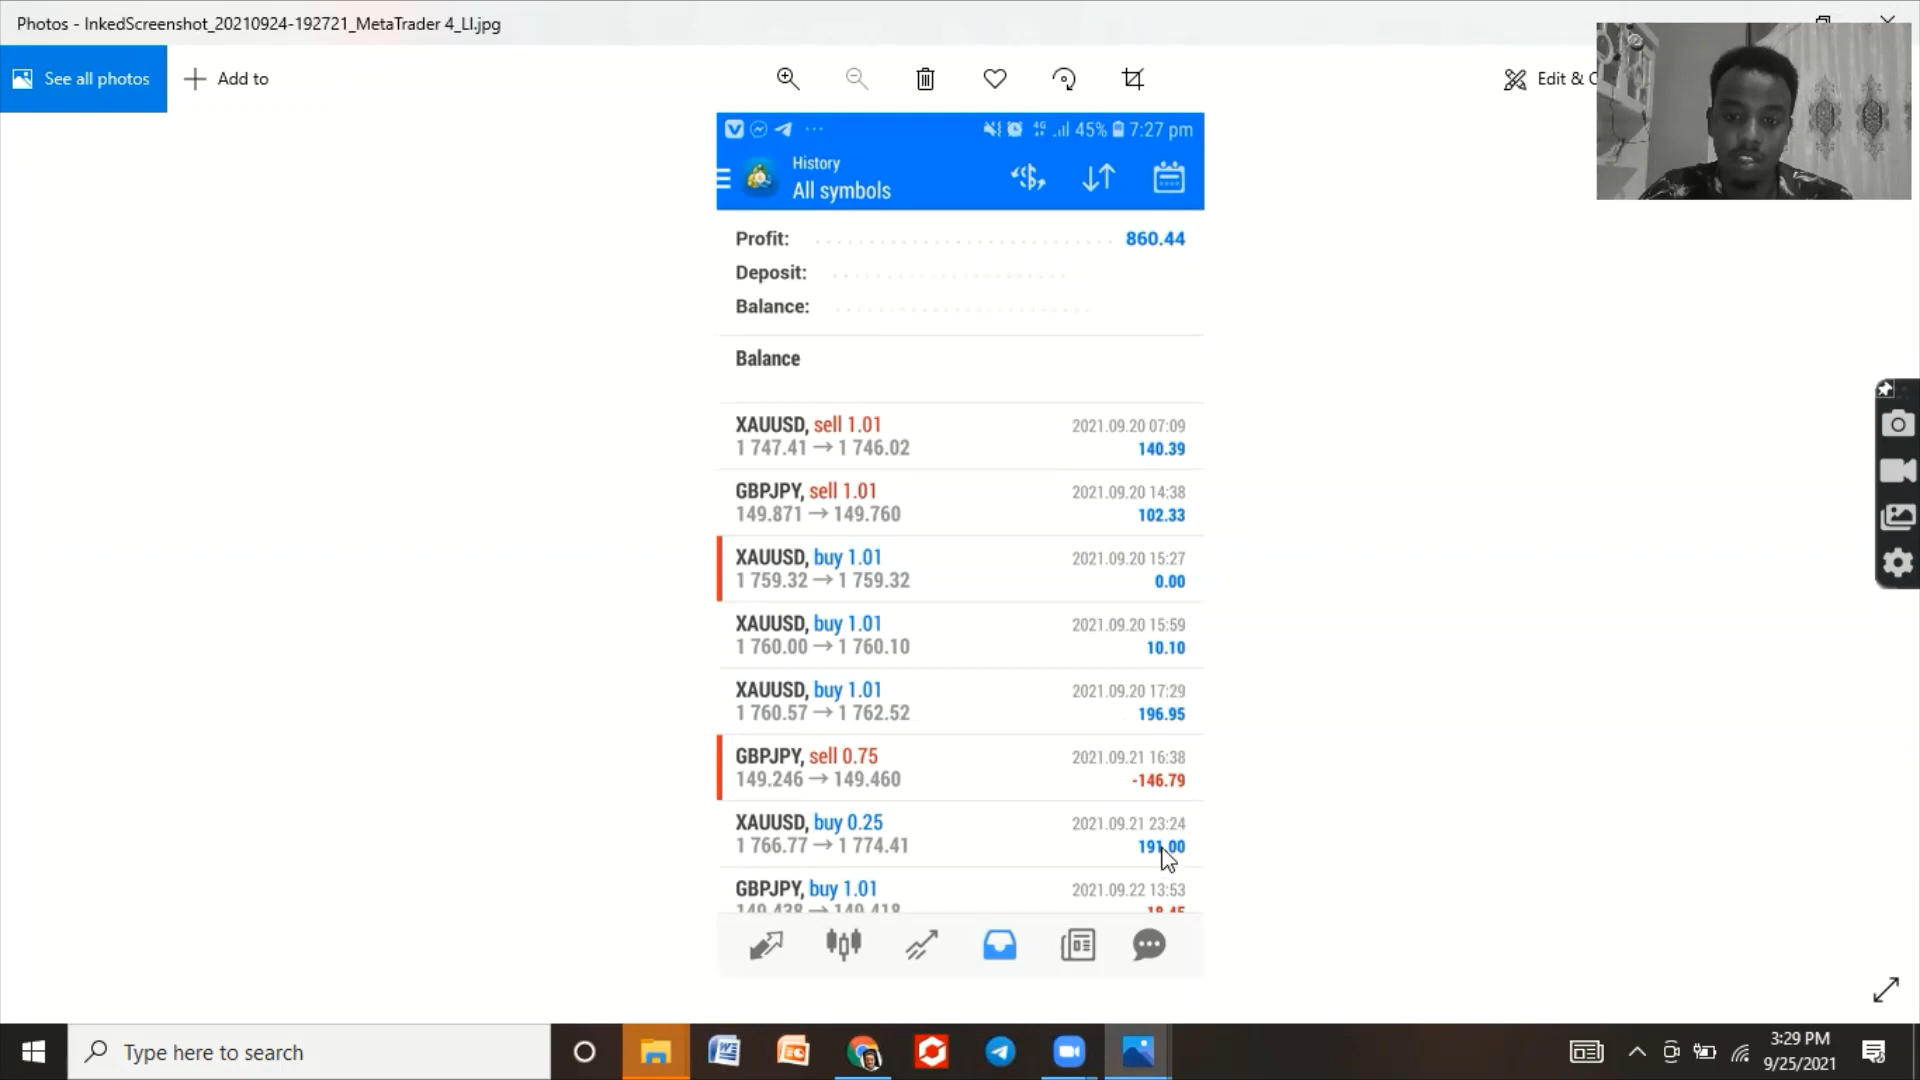 Photos - InkedScreenshot_20210924-192721_MetaTrader 4_LI.jpg
See all photos
Add to
Edit & C
4G 45% 7:27 pm
History
All symbols
Profit: 860.44
Deposit:
Balance:
Balance
XAUUSD, sell 1.01 2021.09.20 07:09
1 747.41 → 1 746.02 140.39
GBPJPY, sell 1.01 2021.09.20 14:38
149.871 → 149.760 102.33
XAUUSD, buy 1.01 2021.09.20 15:27
1 759.32 → 1 759.32 0.00
XAUUSD, buy 1.01 2021.09.20 15:59
1 760.00 → 1 760.10 10.10
XAUUSD, buy 1.01 2021.09.20 17:29
1 760.57 → 1 762.52 196.95
GBPJPY, sell 0.75 2021.09.21 16:38
149.246 → 149.460 -146.79
XAUUSD, buy 0.25 2021.09.21 23:24
1 766.77 → 1 774.41 191.00
GBPJPY, buy 1.01 2021.09.22 13:53
149.438 → 149.418
Type here to search
3:29 PM
9/25/2021